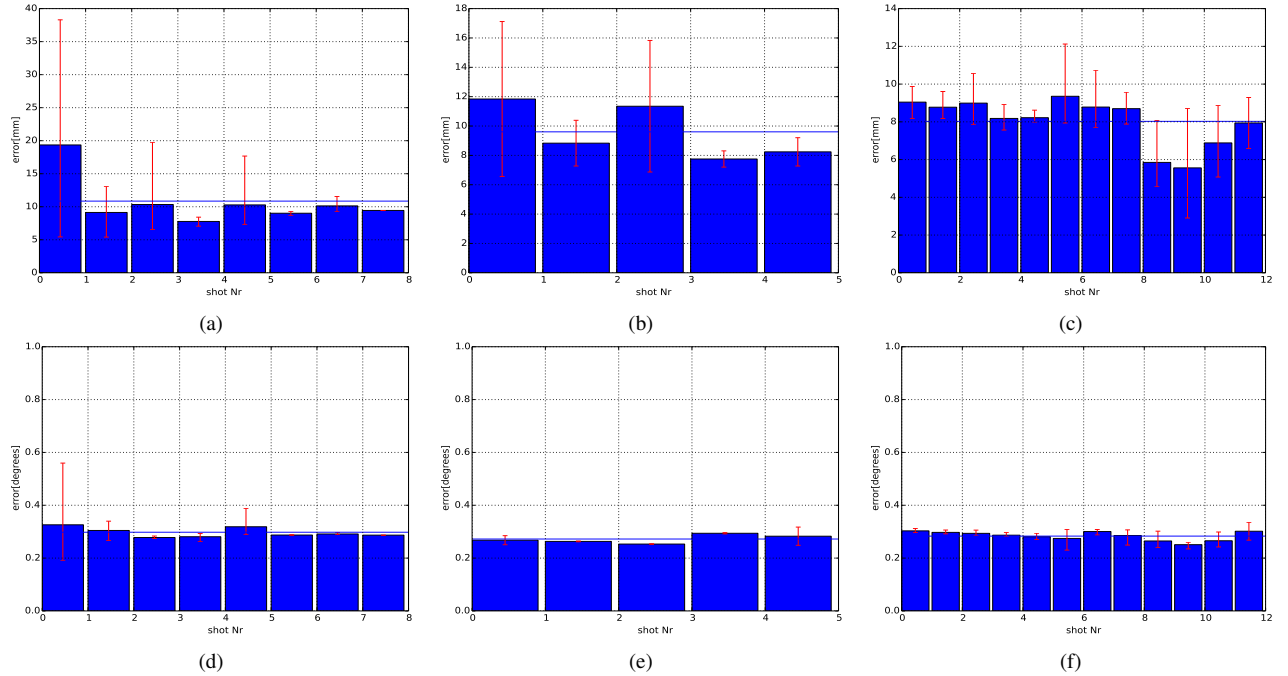 40
35
30
25
20
15
10
5
0
error[mm]
0 1 2 3 4 5 6 7 8
shot Nr
(a)
18
16
14
12
10
8
6
4
2
0
error[mm]
0 1 2 3 4 5
shot Nr
(b)
14
12
10
8
6
4
2
0
error[mm]
0 2 4 6 8 10 12
shot Nr
(c)
1.0
0.8
0.6
0.4
0.2
0.0
error[degrees]
0 1 2 3 4 5 6 7 8
shot Nr
(d)
1.0
0.8
0.6
0.4
0.2
0.0
error[degrees]
0 1 2 3 4 5
shot Nr
(e)
1.0
0.8
0.6
0.4
0.2
0.0
error[degrees]
0 2 4 6 8 10 12
shot Nr
(f)